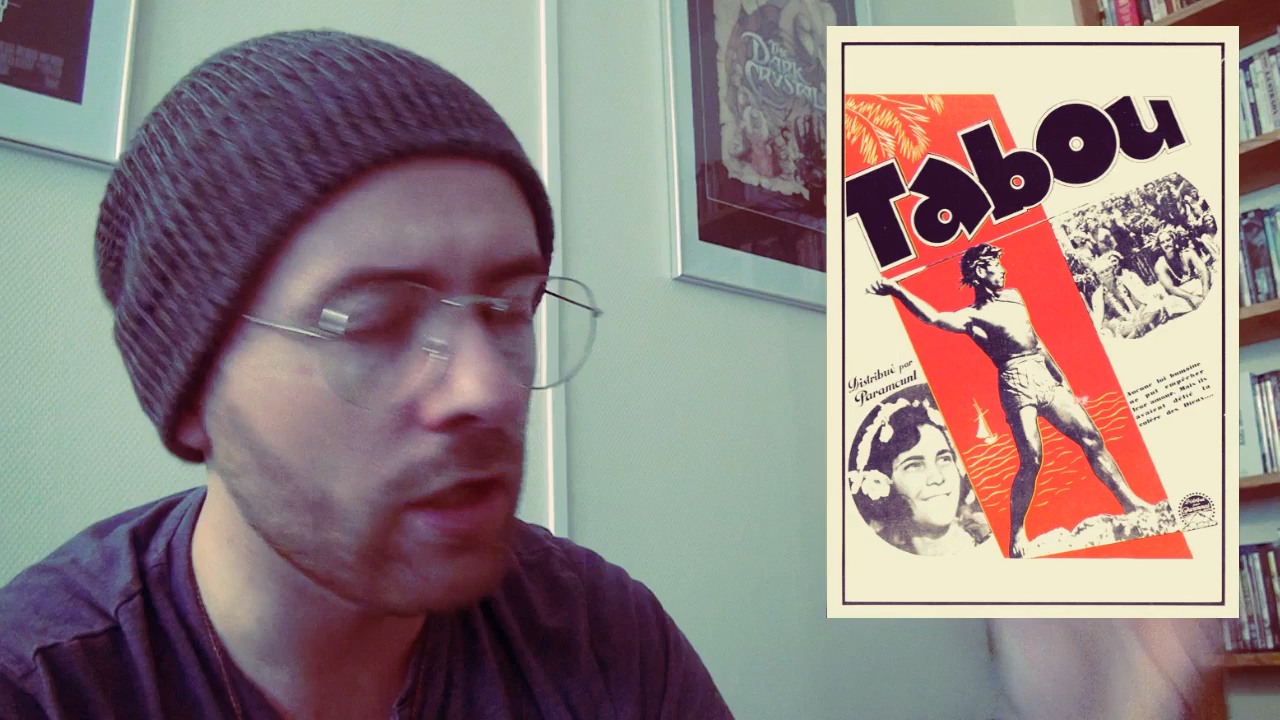 THE
DARK
CRYSTAL
Tabou
Distribué par
Paramount
Aucune loi humaine
ne put empêcher
leur amour. Mais ils
avaient défié la
colère des Dieux....